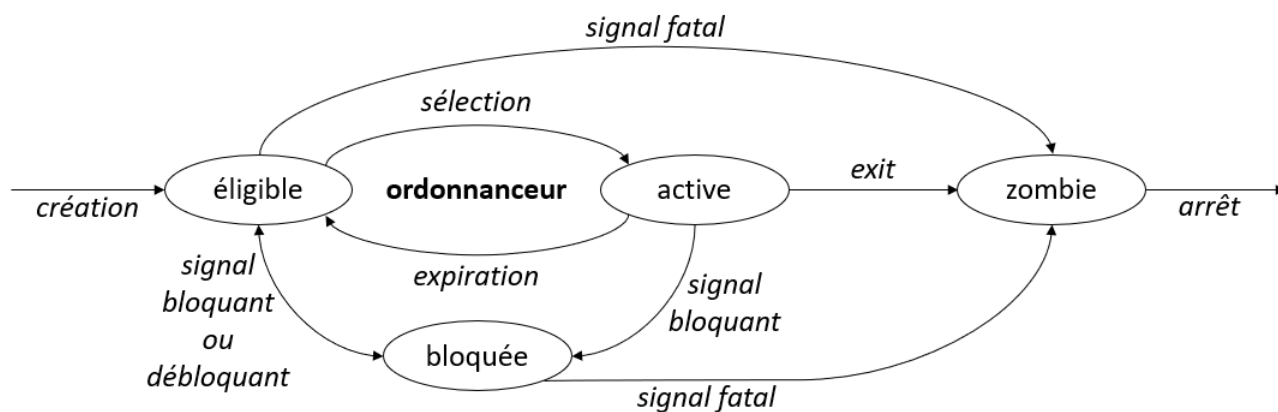 signal fatal
sélection
éligible
ordonnanceur
active
exit
zombie
création
arrêt
expiration
signal
bloquant
ou
débloquant
signal
bloquant
bloquée
signal fatal